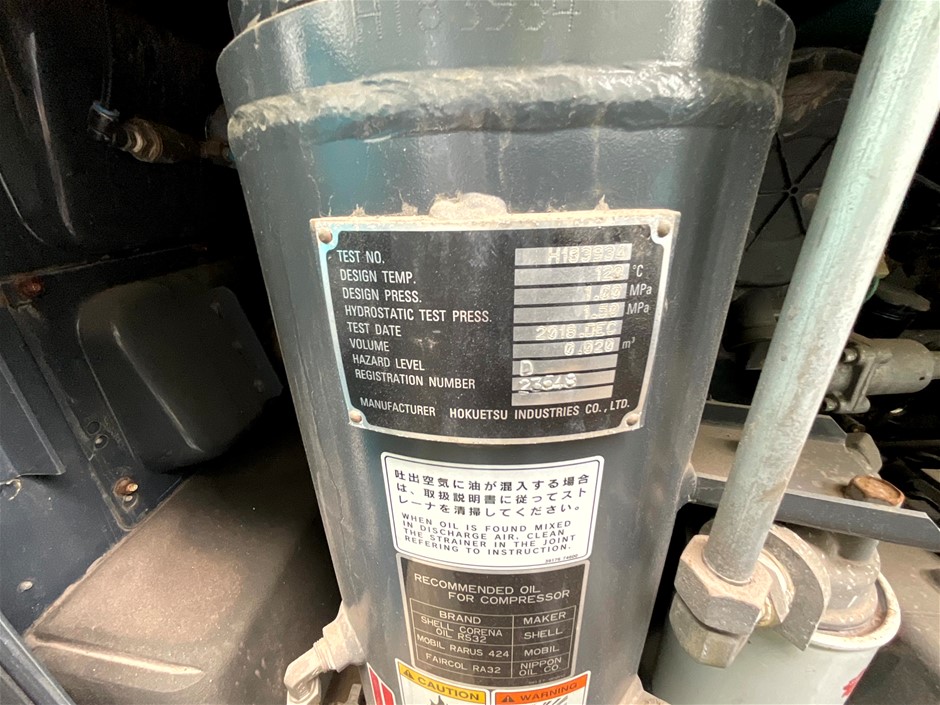 TEST NO.
DESIGN TEMP. 120 °C
DESIGN PRESS. MPa
HYDROSTATIC TEST PRESS. MPa
TEST DATE 2018.DEC
VOLUME 0.020 m³
HAZARD LEVEL D
REGISTRATION NUMBER
MANUFACTURER HOKUETSU INDUSTRIES CO., LTD.
吐出空気に油が混入する場合
は、取扱説明書に従ってスト
レーナを清掃してください。
WHEN OIL IS FOUND MIXED
IN DISCHARGE AIR. CLEAN
THE STRAINER IN THE JOINT
REFERING TO INSTRUCTION.
RECOMMENDED OIL
FOR COMPRESSOR
BRAND MAKER
SHELL CORENA
OIL RS32 SHELL
MOBIL RARUS 424 MOBIL
FAIRCOL RA32 NIPPON
OIL CO.
CAUTION
WARNING